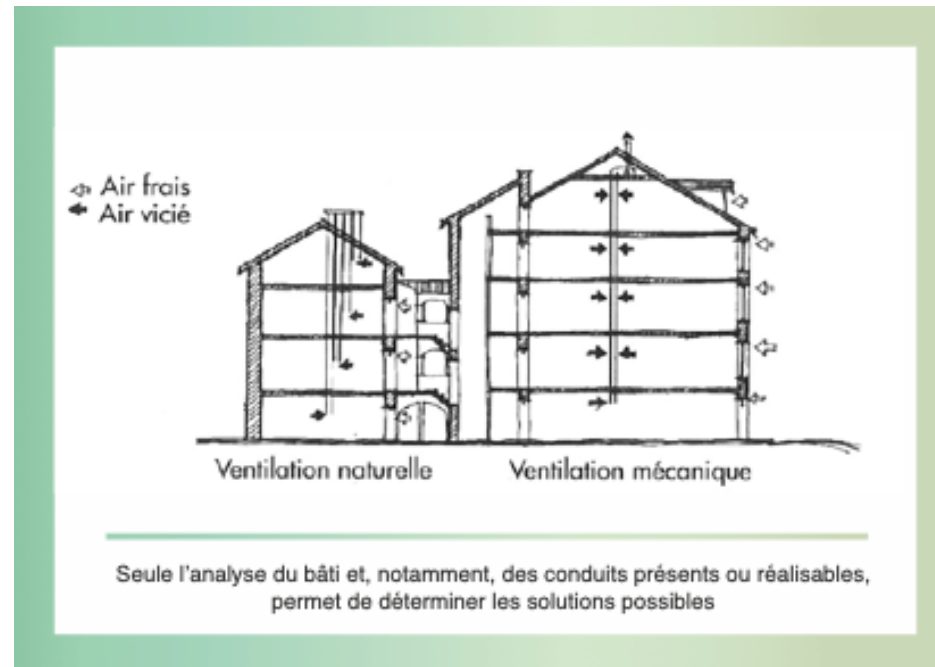 Air frais
Air vicié
Ventilation naturelle
Ventilation mécanique
Seule l'analyse du bâti et, notamment, des conduits présents ou réalisables,
permet de déterminer les solutions possibles